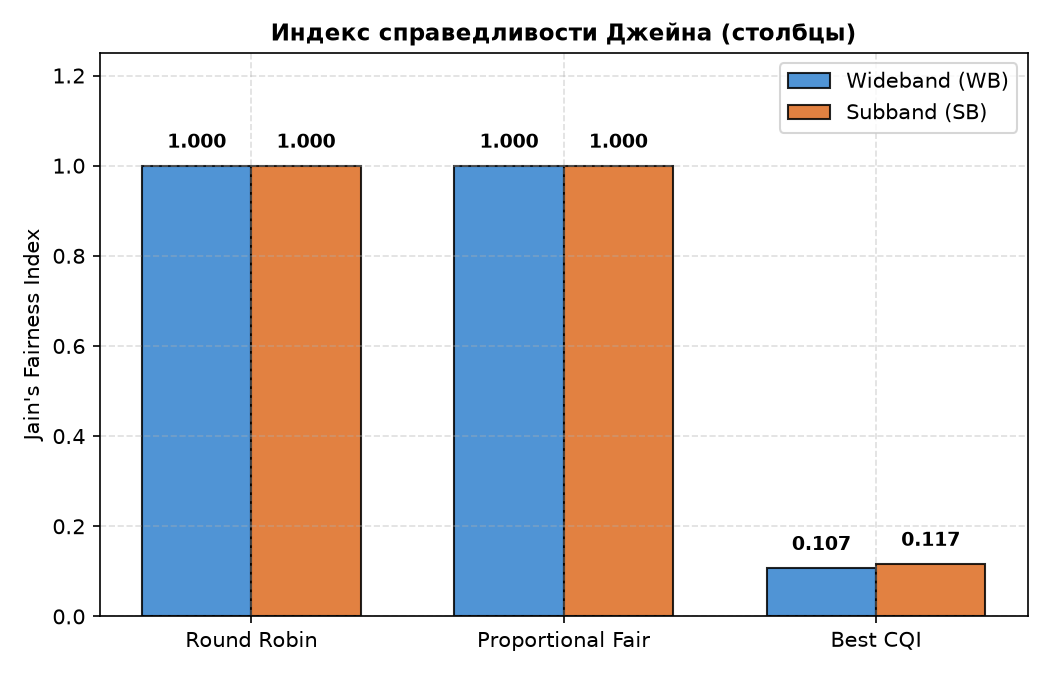 Индекс справедливости Джейна (столбцы)
Wideband (WB)
Subband (SB)
Jain's Fairness Index
1.2
1.0
0.8
0.6
0.4
0.2
0.0
1.000 1.000 1.000 1.000 0.107 0.117
Round Robin Proportional Fair Best CQI